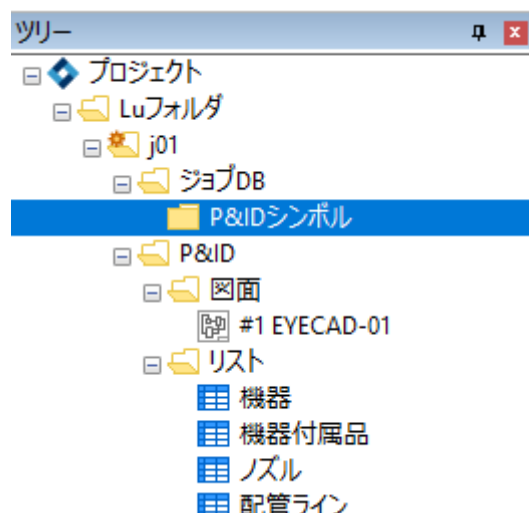 ツリー
プロジェクト
Luフォルダ
j01
ジョブDB
P&IDシンボル
P&ID
図面
#1 EYECAD-01
リスト
機器
機器付属品
ノズル
配管ライン